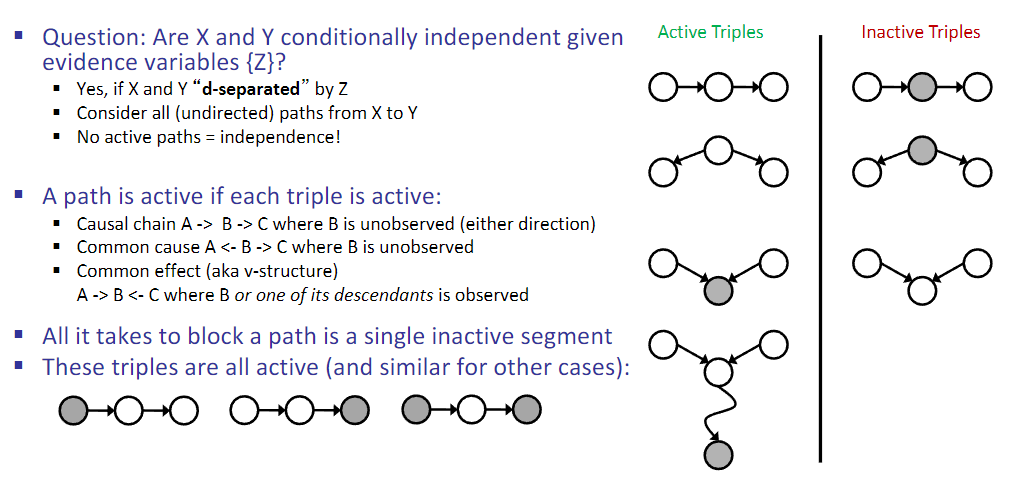 Question: Are X and Y conditionally independent given
evidence variables {Z}?
Yes, if X and Y “d-separated” by Z
Consider all (undirected) paths from X to Y
No active paths = independence!
A path is active if each triple is active:
Causal chain A -> B -> C where B is unobserved (either direction)
Common cause A <- B -> C where B is unobserved
Common effect (aka v-structure)
A -> B <- C where B or one of its descendants is observed
All it takes to block a path is a single inactive segment
These triples are all active (and similar for other cases):
Active Triples
Inactive Triples